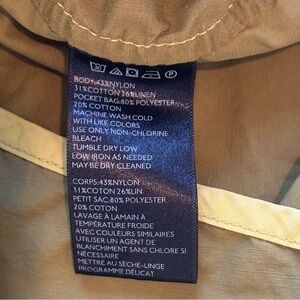 BODY:43%NYLON
31%COTTON 26%LINEN
POCKET BAG:80% POLYESTER
20% COTTON
MACHINE WASH COLD
WITH LIKE COLORS
USE ONLY NON-CHLORINE
BLEACH
TUMBLE DRY LOW
LOW IRON AS NEEDED
MAY BE DRY CLEANED
CORPS:43%NYLON
31%COTON 26%LIN
PETIT SAC:80% POLYESTER
20% COTON
LAVAGE À LAMAIN À
TEMPÉRATURE FROIDE
AVEC COULEURS SIMILAIRES
UTILISER UN AGENT DE
BLANCHIMENT SANS CHLORE SI
NÉCESSAIRE
METTRE AU SÈCHE-LINGE
PROGRAMME DÉLICAT